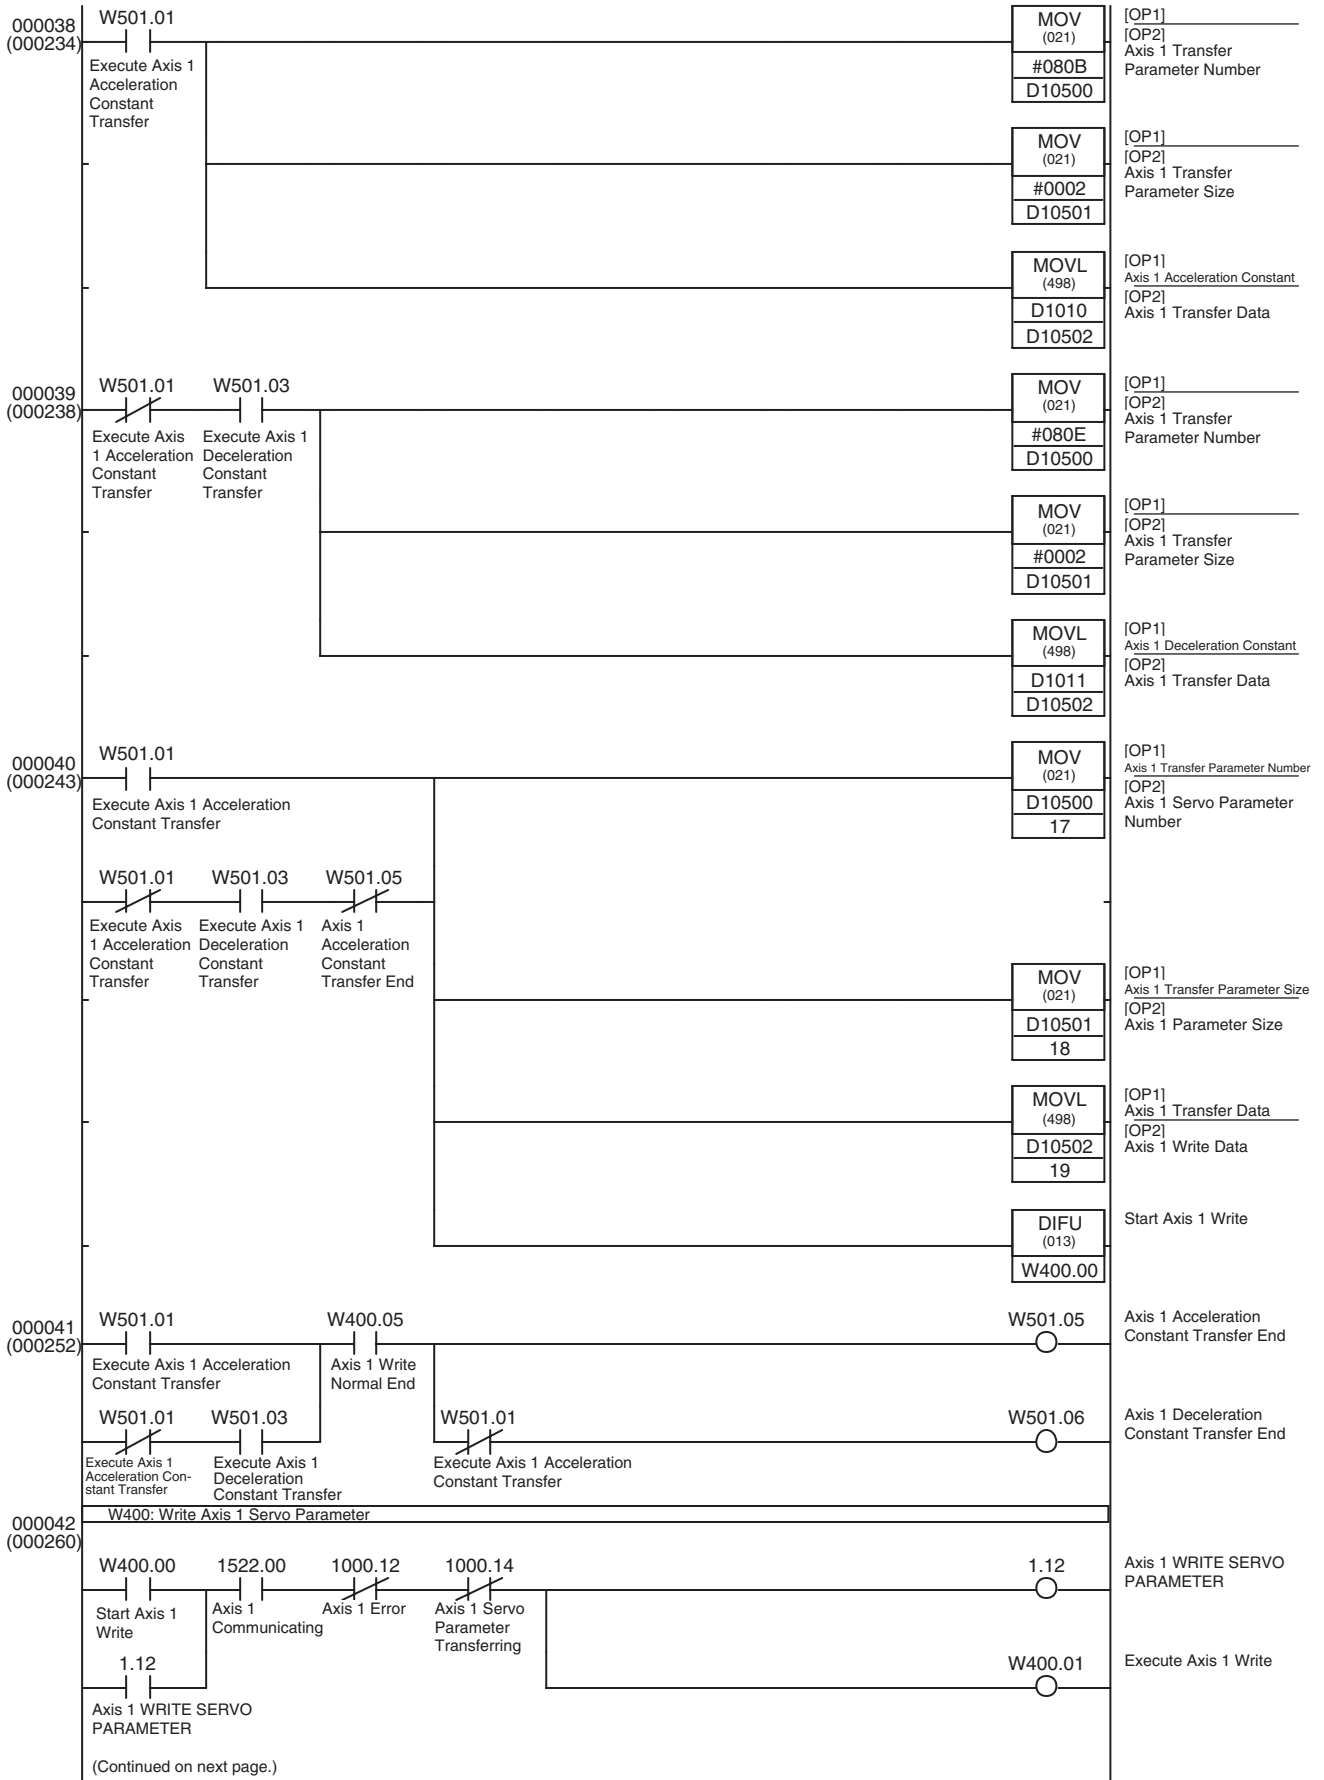 000038
(000234)
W501.01
Execute Axis 1
Acceleration
Constant
Transfer
MOV
(021)
#080B
D10500
[OP1]
[OP2]
Axis 1 Transfer
Parameter Number
MOV
(021)
#0002
D10501
[OP1]
[OP2]
Axis 1 Transfer
Parameter Size
MOVL
(498)
D1010
D10502
[OP1]
Axis 1 Acceleration Constant
[OP2]
Axis 1 Transfer Data
000039
(000238)
W501.01
Execute Axis
1 Acceleration
Constant
Transfer
W501.03
Execute Axis 1
Deceleration
Constant
Transfer
MOV
(021)
#080E
D10500
[OP1]
[OP2]
Axis 1 Transfer
Parameter Number
MOV
(021)
#0002
D10501
[OP1]
[OP2]
Axis 1 Transfer
Parameter Size
MOVL
(498)
D1011
D10502
[OP1]
Axis 1 Deceleration Constant
[OP2]
Axis 1 Transfer Data
000040
(000243)
W501.01
Execute Axis 1 Acceleration
Constant Transfer
MOV
(021)
D10500
17
[OP1]
Axis 1 Transfer Parameter Number
[OP2]
Axis 1 Servo Parameter
Number
W501.01
Execute Axis
1 Acceleration
Constant
Transfer
W501.03
Execute Axis 1
Deceleration
Constant
Transfer
W501.05
Axis 1
Acceleration
Constant
Transfer End
MOV
(021)
D10501
18
[OP1]
Axis 1 Transfer Parameter Size
[OP2]
Axis 1 Parameter Size
MOVL
(498)
D10502
19
[OP1]
Axis 1 Transfer Data
[OP2]
Axis 1 Write Data
DIFU
(013)
W400.00
Start Axis 1 Write
000041
(000252)
W501.01
Execute Axis 1 Acceleration
Constant Transfer
W400.05
Axis 1 Write
Normal End
W501.05
Axis 1 Acceleration
Constant Transfer End
W501.01
Execute Axis 1
Acceleration Con-
stant Transfer
W501.03
Execute Axis 1
Deceleration
Constant Transfer
W501.01
Execute Axis 1 Acceleration
Constant Transfer
W501.06
Axis 1 Deceleration
Constant Transfer End
000042
(000260)
W400: Write Axis 1 Servo Parameter
W400.00
Start Axis 1
Write
1522.00
Axis 1
Communicating
1000.12
Axis 1 Error
1000.14
Axis 1 Servo
Parameter
Transferring
1.12
Axis 1 WRITE SERVO
PARAMETER
1.12
Axis 1 WRITE SERVO
PARAMETER
W400.01
Execute Axis 1 Write
(Continued on next page.)